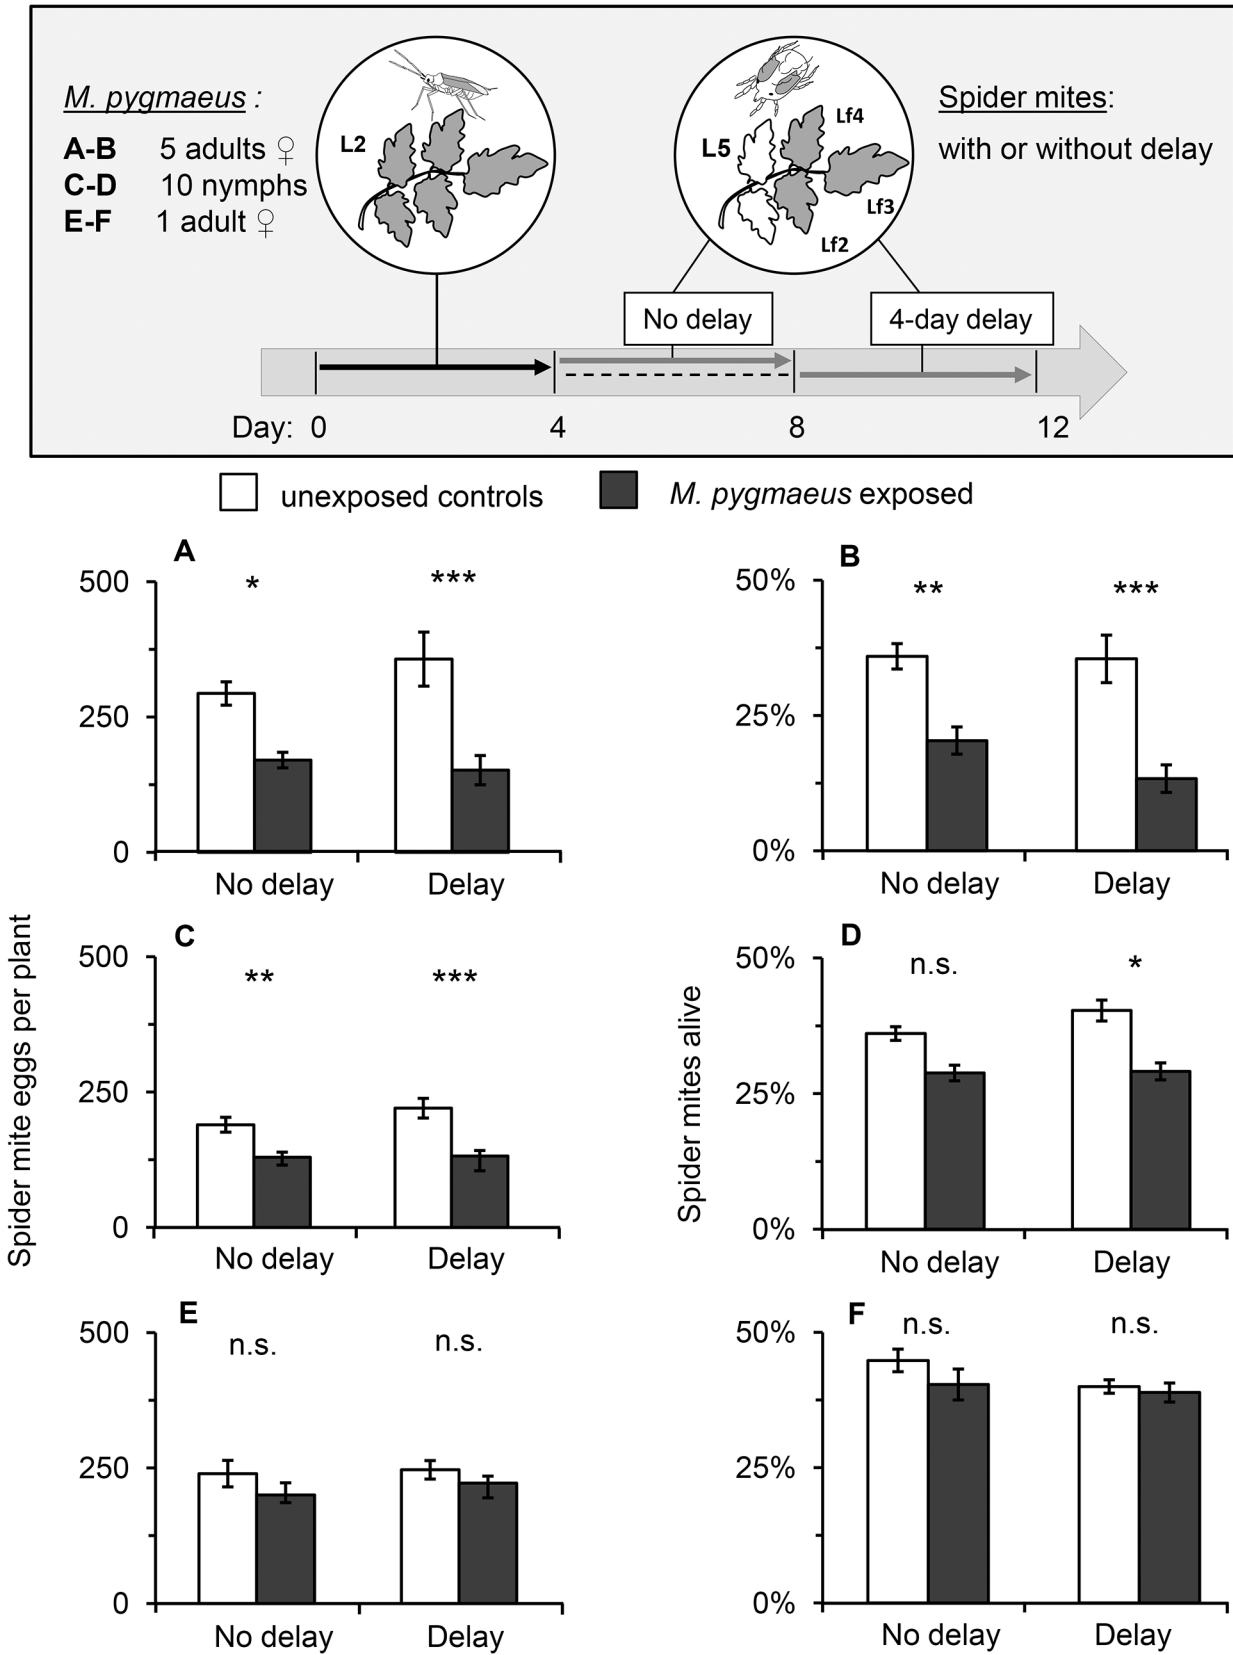 M. pygmaeus :
A-B 5 adults ♀
C-D 10 nymphs
E-F 1 adult ♀
L2
L5
Lf4
Lf3
Lf2
Spider mites:
with or without delay
No delay
4-day delay
Day: 0 4 8 12
unexposed controls
M. pygmaeus exposed
A
500
250
0
* ***
No delay Delay
B
50%
25%
0%
** ***
No delay Delay
Spider mite eggs per plant
C
500
250
0
** ***
No delay Delay
Spider mites alive
D
50%
25%
0%
n.s. *
No delay Delay
E
500
250
0
n.s. n.s.
No delay Delay
F
50%
25%
0%
n.s. n.s.
No delay Delay